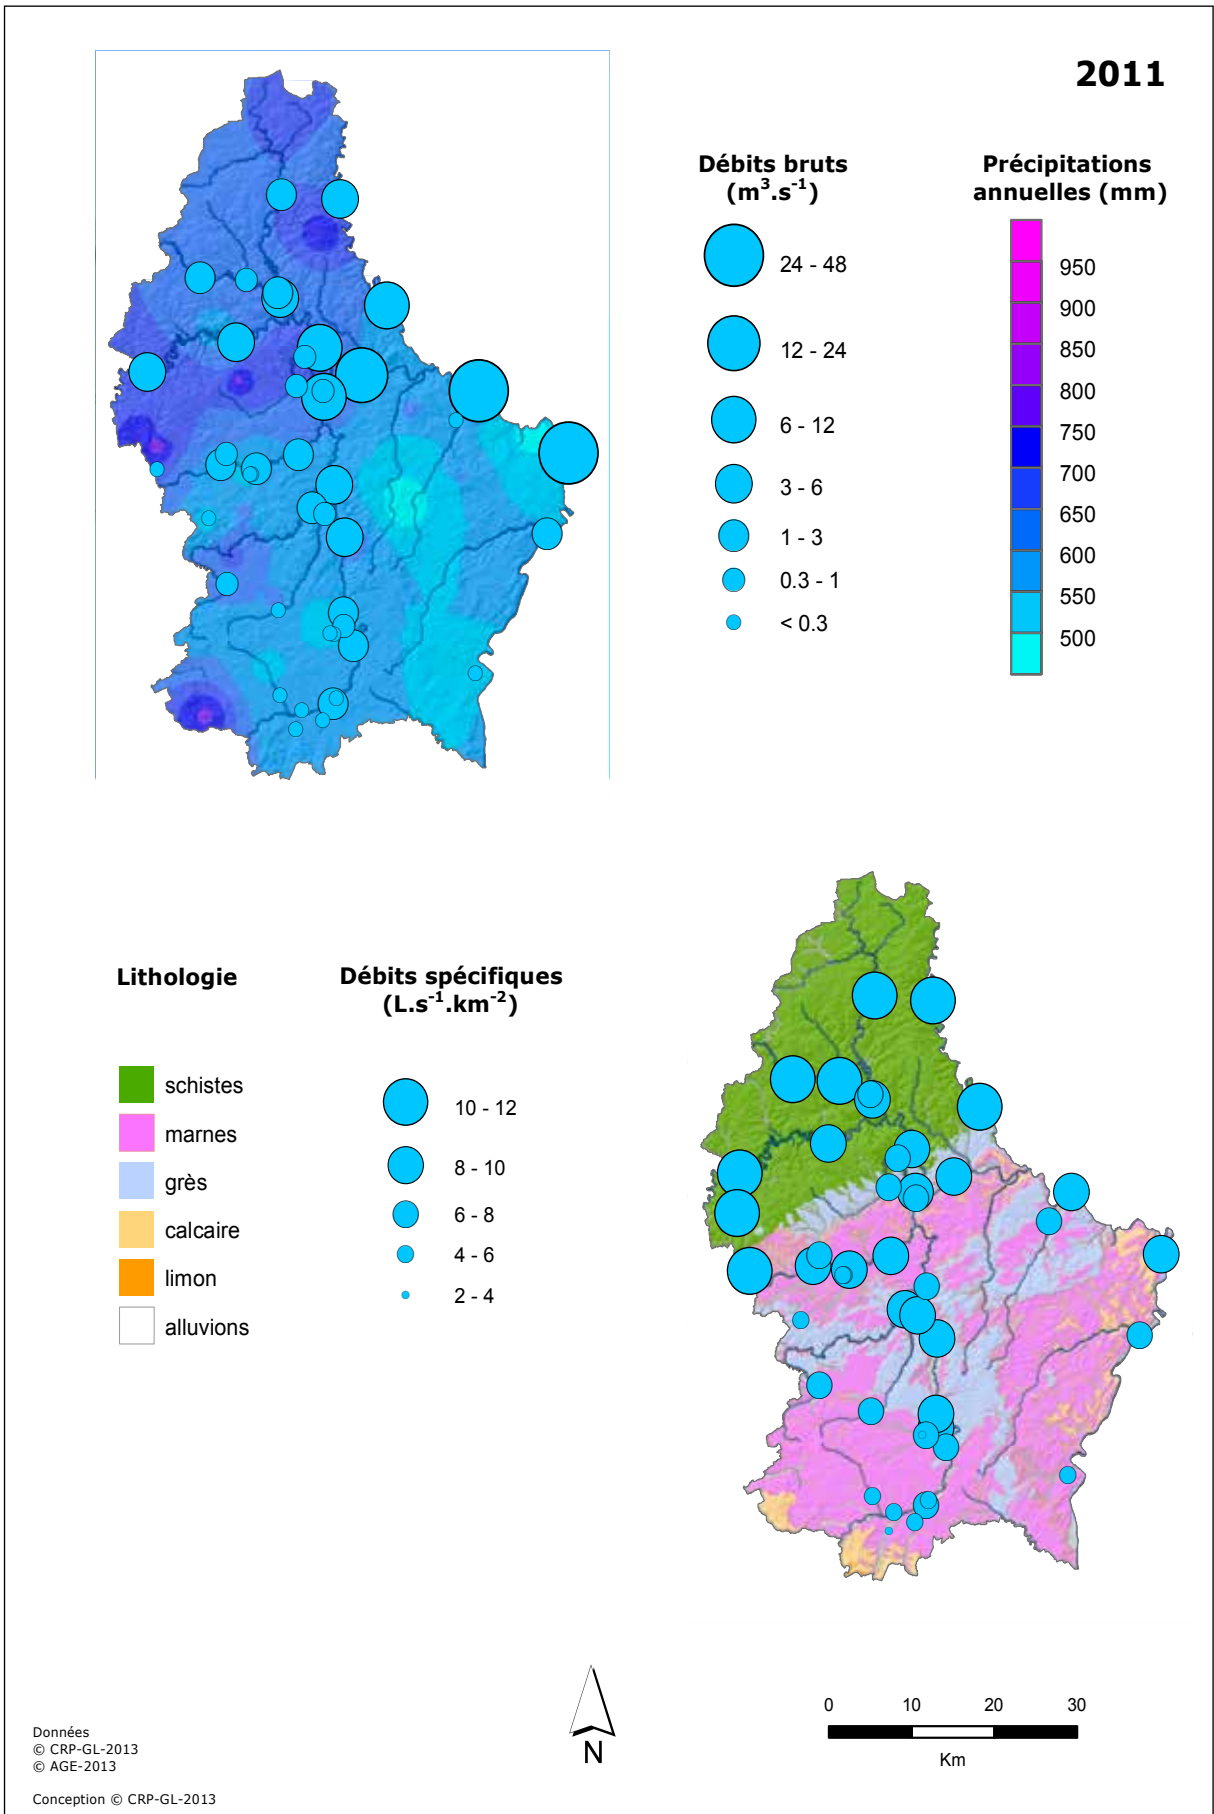 2011
Débits bruts
(m³.s⁻¹)
24 - 48
12 - 24
6 - 12
3 - 6
1 - 3
0.3 - 1
< 0.3
Précipitations
annuelles (mm)
950
900
850
800
750
700
650
600
550
500
Lithologie
schistes
marnes
grès
calcaire
limon
alluvions
Débits spécifiques
(L.s⁻¹.km⁻²)
10 - 12
8 - 10
6 - 8
4 - 6
2 - 4
N
0 10 20 30
Km
Données
© CRP-GL-2013
© AGE-2013
Conception © CRP-GL-2013